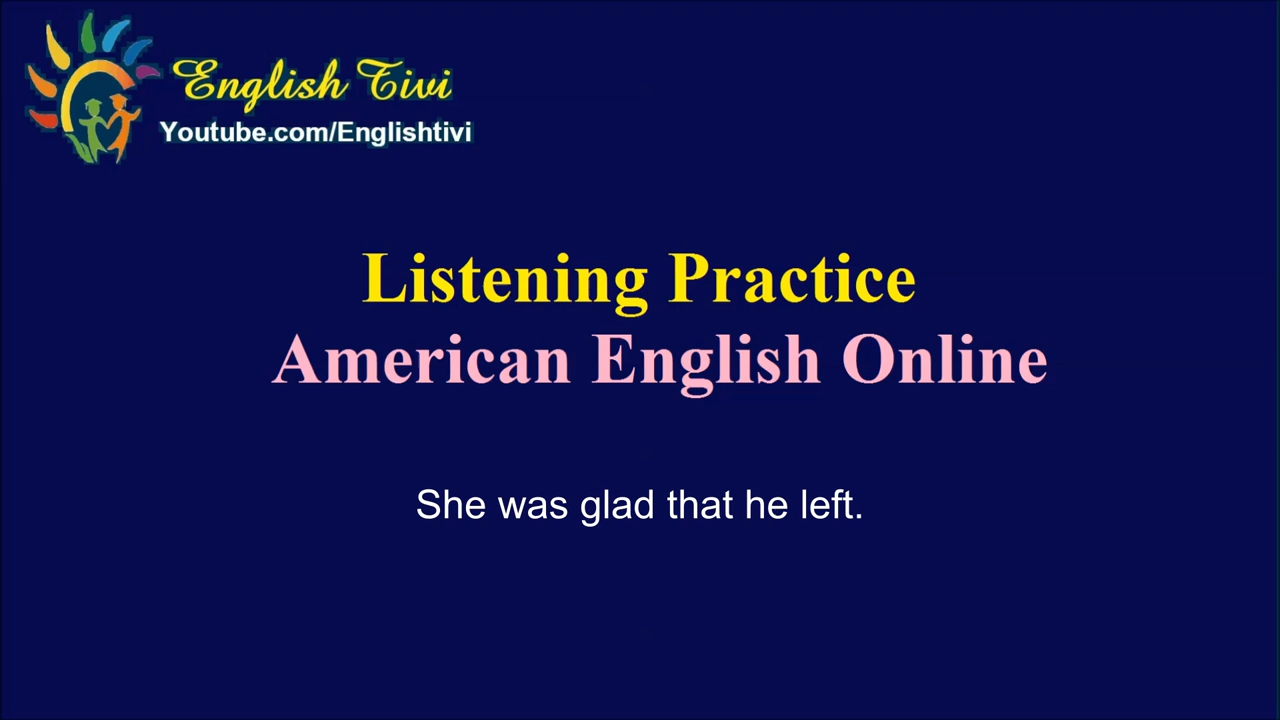 English Tivi
Youtube.com/Englishtivi
Listening Practice
American English Online
She was glad that he left.